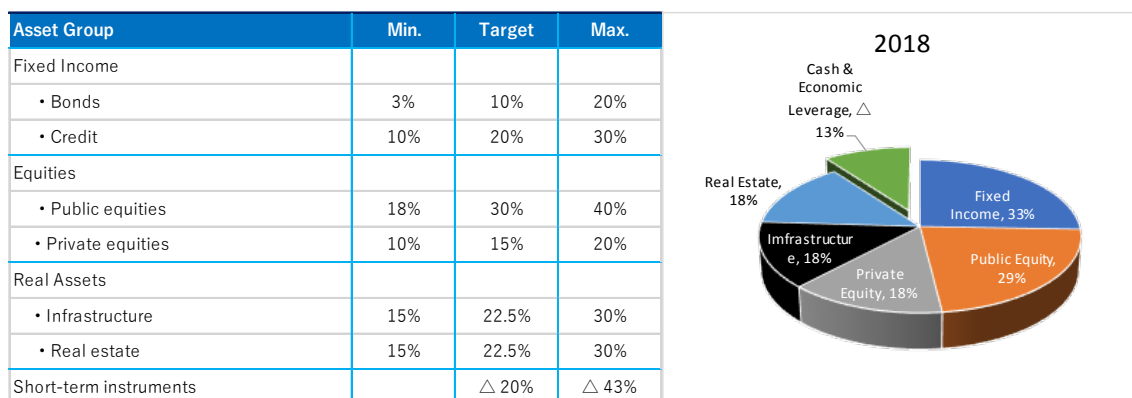 Asset Group Min. Target Max.
Fixed Income
• Bonds 3% 10% 20%
• Credit 10% 20% 30%
Equities
• Public equities 18% 30% 40%
• Private equities 10% 15% 20%
Real Assets
• Infrastructure 15% 22.5% 30%
• Real estate 15% 22.5% 30%
Short-term instruments △ 20% △ 43%
2018
Cash &
Economic
Leverage, △
13%
Real Estate,
18%
Fixed
Income, 33%
Imfrastructur
e, 18%
Public Equity,
29%
Private
Equity, 18%